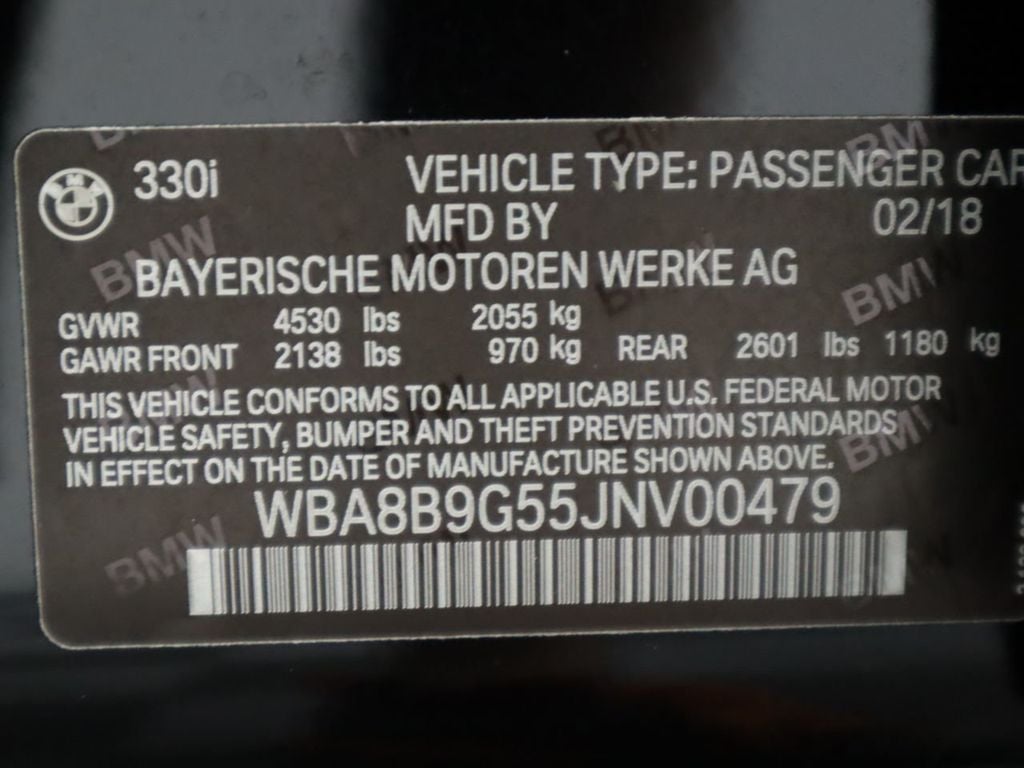 330i VEHICLE TYPE: PASSENGER CAR
MFD BY 02/18
BAYERISCHE MOTOREN WERKE AG
GVWR 4530 lbs 2055 kg
GAWR FRONT 2138 lbs 970 kg REAR 2601 lbs 1180 kg
THIS VEHICLE CONFORMS TO ALL APPLICABLE U.S. FEDERAL MOTOR
VEHICLE SAFETY, BUMPER AND THEFT PREVENTION STANDARDS
IN EFFECT ON THE DATE OF MANUFACTURE SHOWN ABOVE.
WBA8B9G55JNV00479